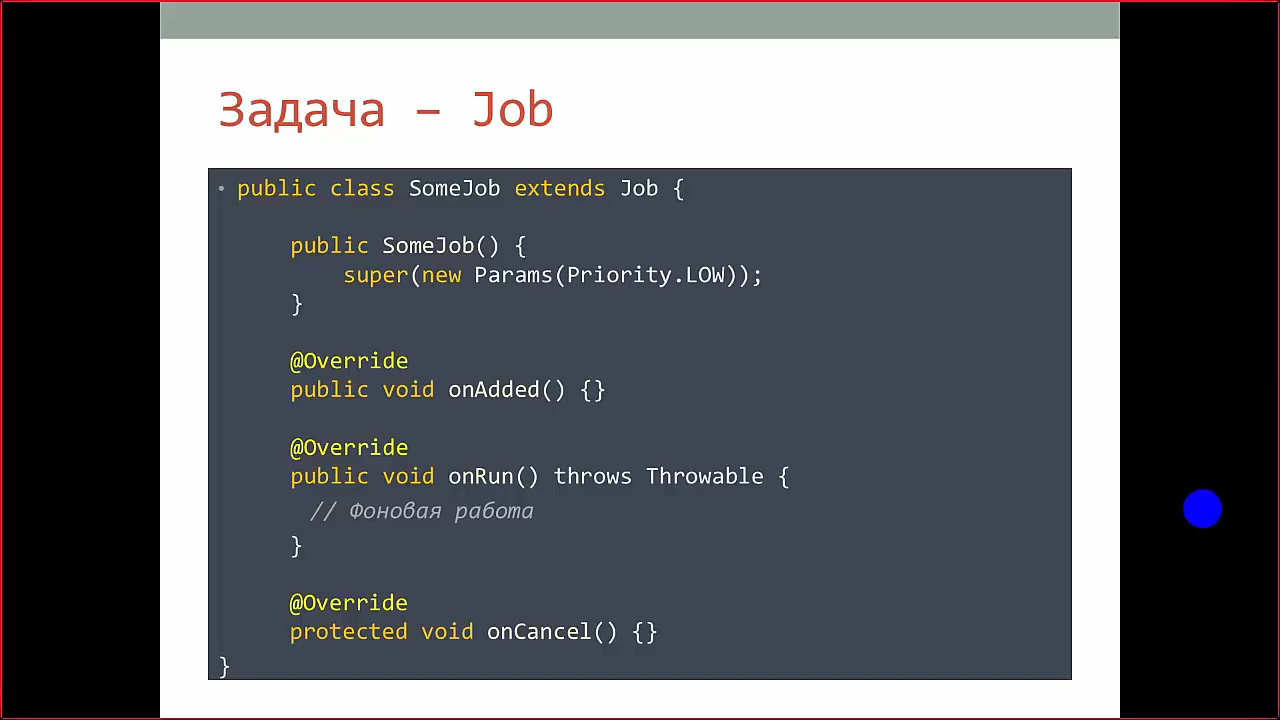 Задача – Job
• public class SomeJob extends Job {
public SomeJob() {
super(new Params(Priority.LOW));
}
@Override
public void onAdded() {}
@Override
public void onRun() throws Throwable {
// Фоновая работа
}
@Override
protected void onCancel() {}
}